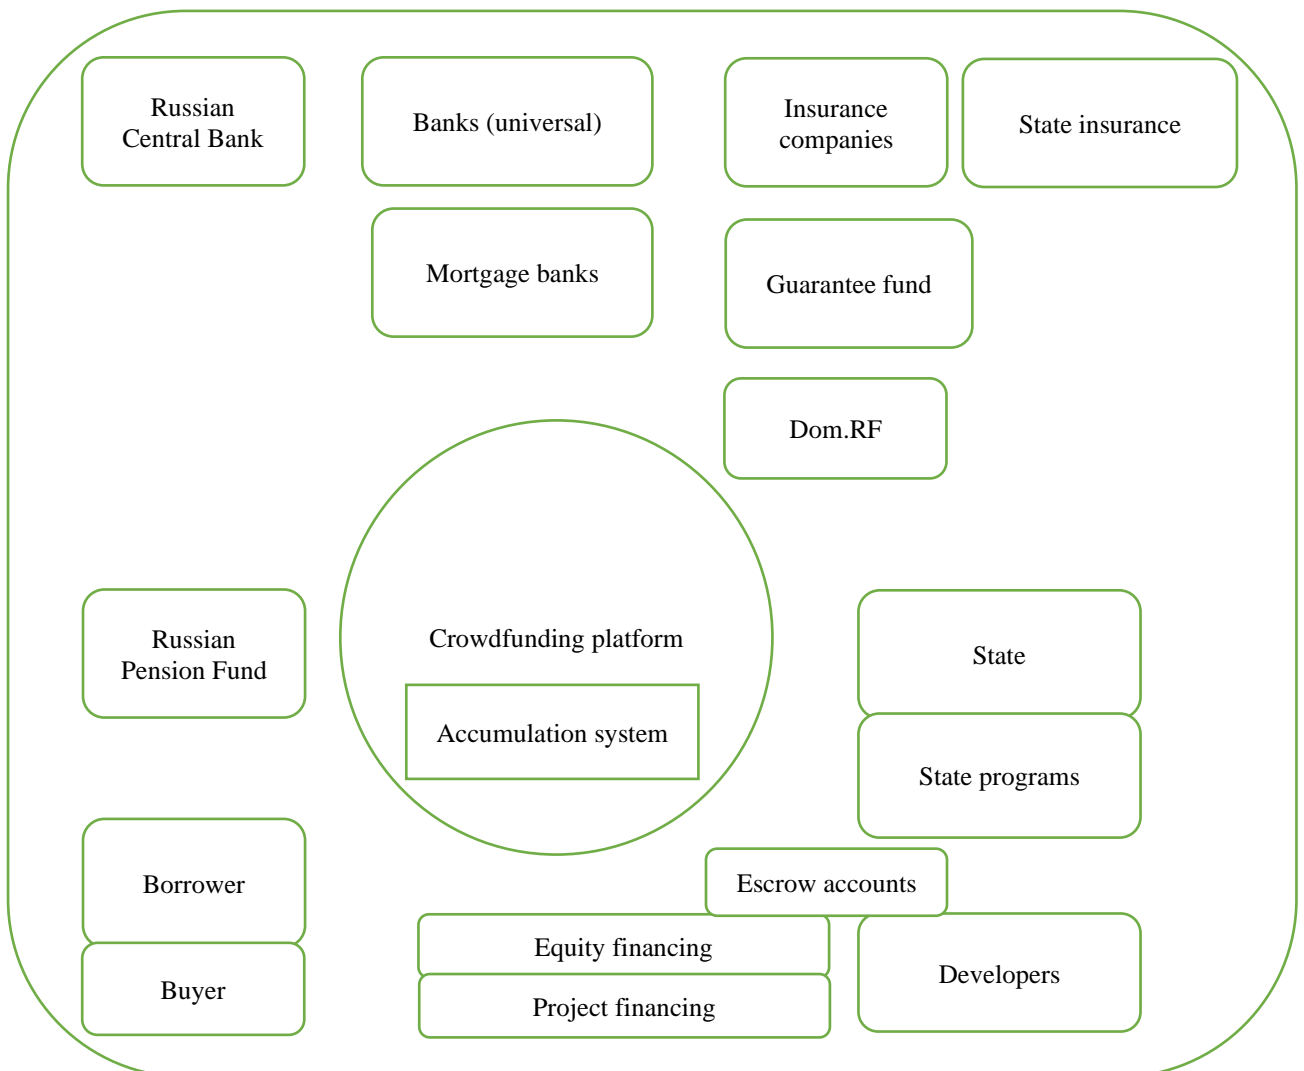 Russian
Central Bank
Banks (universal)
Insurance
companies
State insurance
Mortgage banks
Guarantee fund
Dom.RF
Russian
Pension Fund
Crowdfunding platform
Accumulation system
State
State programs
Borrower
Buyer
Escrow accounts
Equity financing
Project financing
Developers